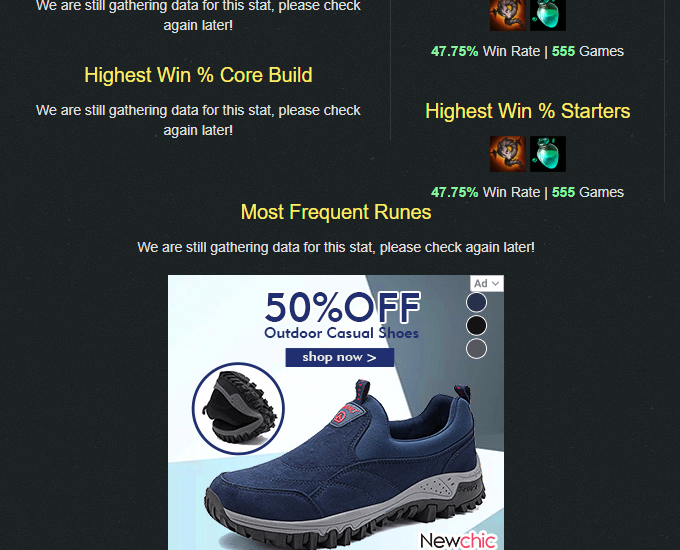 We are still gathering data for this stat, please check
again later!
Highest Win % Core Build
We are still gathering data for this stat, please check
again later!
47.75% Win Rate | 555 Games
Highest Win % Starters
47.75% Win Rate | 555 Games
Most Frequent Runes
We are still gathering data for this stat, please check again later!
Ad
50%OFF
Outdoor Casual Shoes
shop now >
Newchic